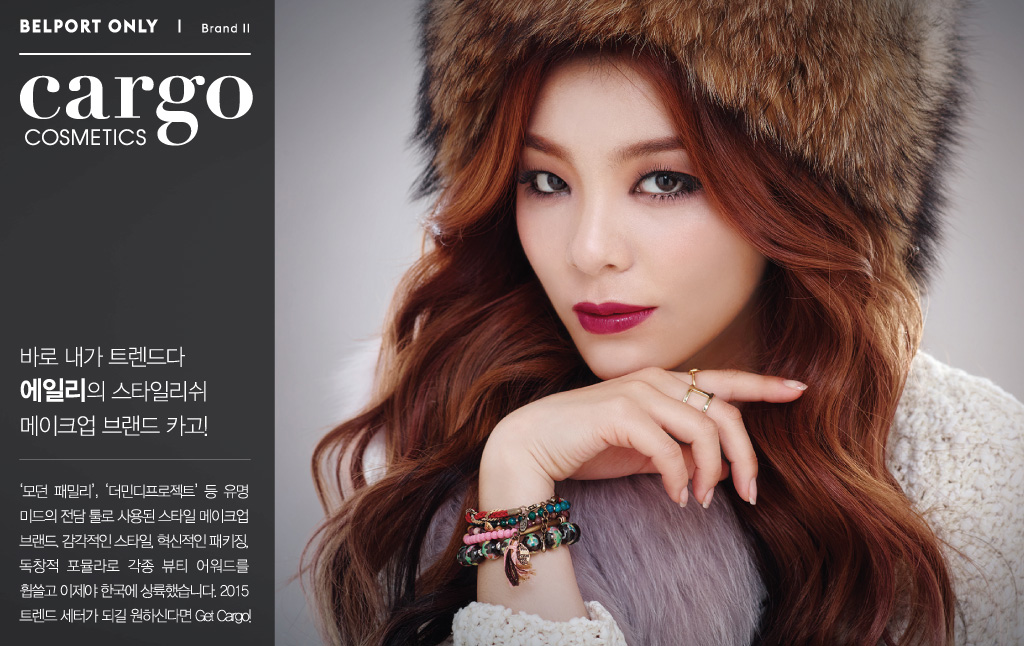 BELPORT ONLY | Brand II
cargo
COSMETICS
바로 내가 트렌드다
에일리의 스타일리쉬
메이크업 브랜드 카고!
‘모던 패밀리’, ‘더민디프로젝트’ 등 유명
미드의 전담 툴로 사용된 스타일 메이크업
브랜드. 감각적인 스타일, 혁신적인 패키징,
독창적 포뮬라로 각종 뷰티 어워드를
휩쓸고 이제야 한국에 상륙했습니다. 2015
트렌드 세터가 되길 원하신다면 Get Cargo!